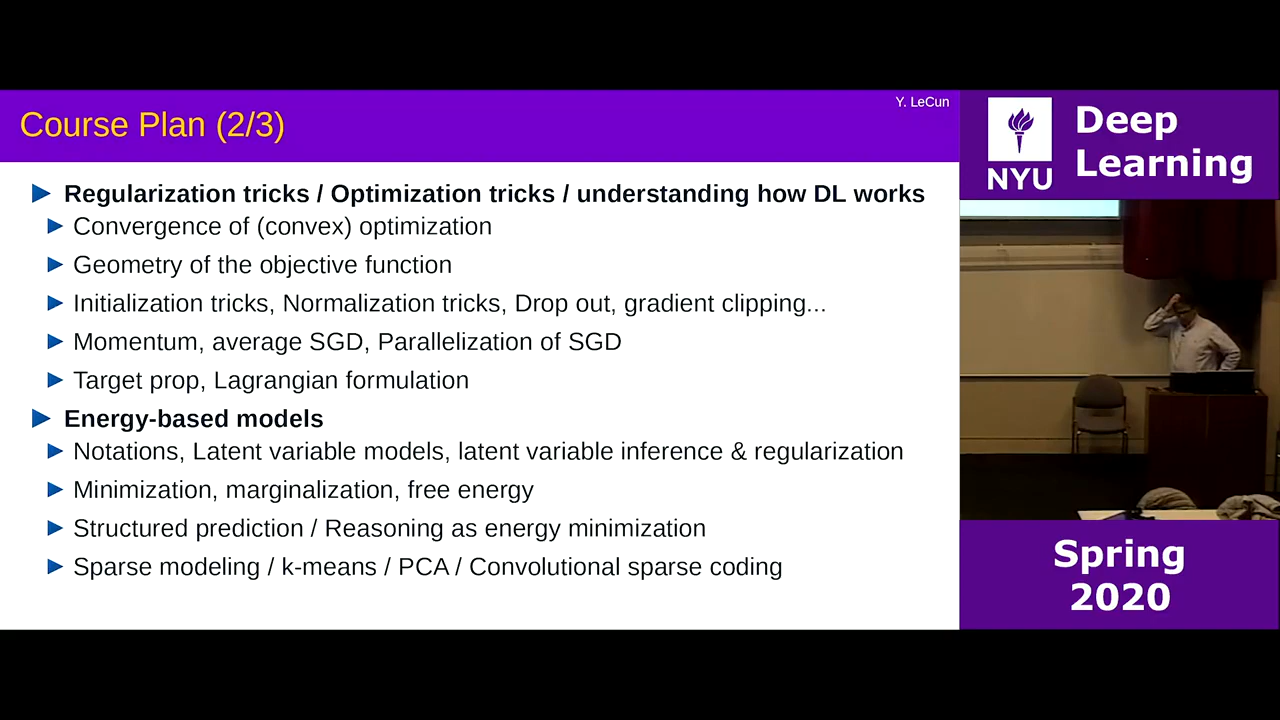 Y. LeCun
Course Plan (2/3)
Regularization tricks / Optimization tricks / understanding how DL works
Convergence of (convex) optimization
Geometry of the objective function
Initialization tricks, Normalization tricks, Drop out, gradient clipping...
Momentum, average SGD, Parallelization of SGD
Target prop, Lagrangian formulation
Energy-based models
Notations, Latent variable models, latent variable inference & regularization
Minimization, marginalization, free energy
Structured prediction / Reasoning as energy minimization
Sparse modeling / k-means / PCA / Convolutional sparse coding
NYU
Deep
Learning
Spring
2020